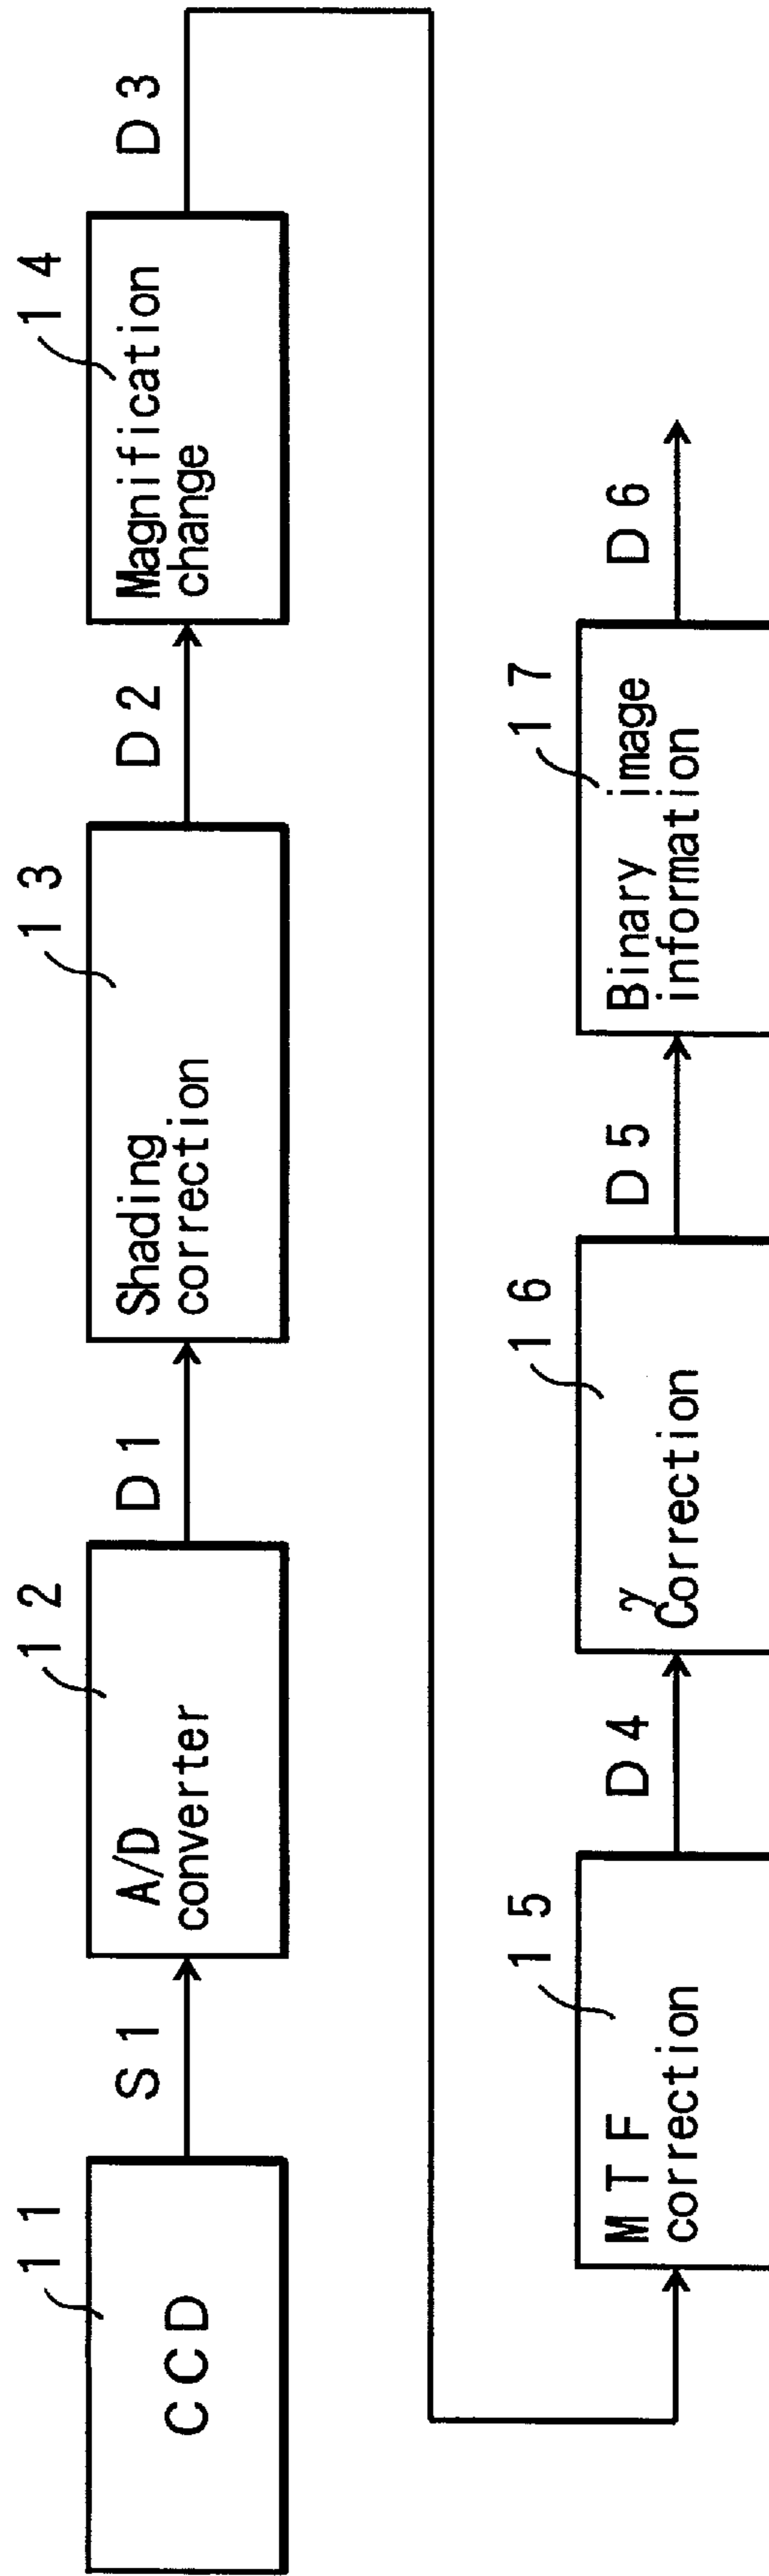 11
CCD
S1
12
A/D
converter
D1
13
Shading
correction
D2
14
Magnification
change
D3
15
MTF
correction
D4
16
γ
Correction
D5
17
Binary image
information
D6